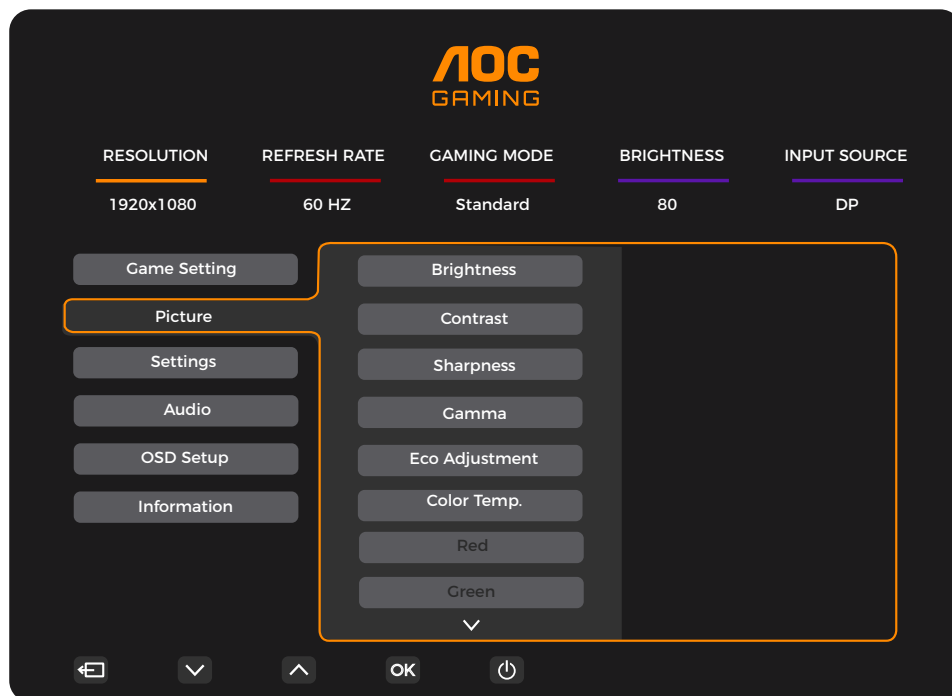 AOC
GAMING
RESOLUTION REFRESH RATE GAMING MODE BRIGHTNESS INPUT SOURCE
1920x1080 60 HZ Standard 80 DP
Game Setting
Picture
Settings
Audio
OSD Setup
Information
Brightness
Contrast
Sharpness
Gamma
Eco Adjustment
Color Temp.
Red
Green
OK